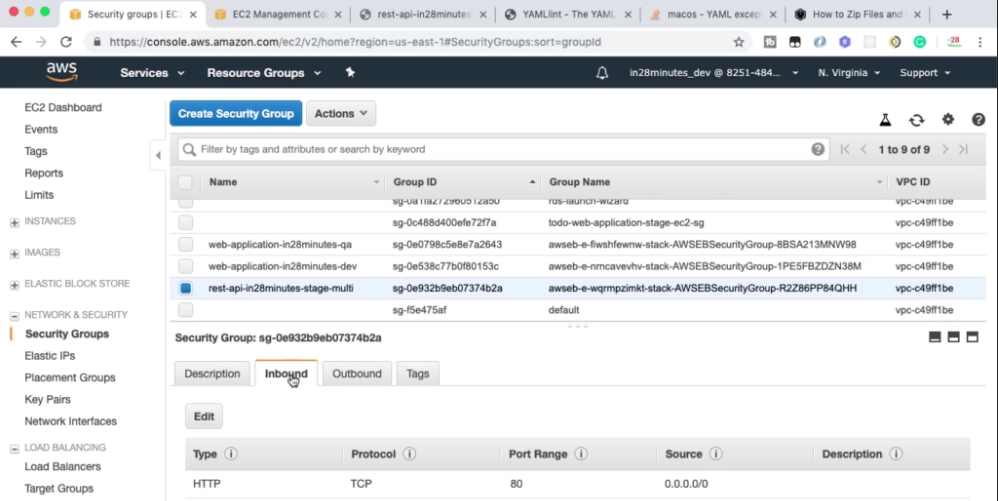 Security groups | EC2
EC2 Management Co
rest-api-in28minutes
YAMLlint - The YAML
macos - YAML excep
How to Zip Files and
https://console.aws.amazon.com/ec2/v2/home?region=us-east-1#SecurityGroups:sort=groupId
-28
aws
Services
Resource Groups
in28minutes_dev @ 8251-484...
N. Virginia
Support
EC2 Dashboard
Events
Tags
Reports
Limits
INSTANCES
IMAGES
ELASTIC BLOCK STORE
NETWORK & SECURITY
Security Groups
Elastic IPs
Placement Groups
Key Pairs
Network Interfaces
LOAD BALANCING
Load Balancers
Target Groups
Create Security Group
Actions
Filter by tags and attributes or search by keyword
1 to 9 of 9
Name Group ID Group Name VPC ID
sg-0a11a272960512a50 rds-launch-wizard vpc-c49ff1be
sg-0c488d400efe72f7a todo-web-application-stage-ec2-sg vpc-c49ff1be
web-application-in28minutes-qa sg-0e0798c5e8e7a2643 awseb-e-fiwshfewnw-stack-AWSEBSecurityGroup-8BSA213MNW98 vpc-c49ff1be
web-application-in28minutes-dev sg-0e538c77b0f80153c awseb-e-nrncavevhv-stack-AWSEBSecurityGroup-1PE5FBZDZN38M vpc-c49ff1be
rest-api-in28minutes-stage-multi sg-0e932b9eb07374b2a awseb-e-wqrmpzimkt-stack-AWSEBSecurityGroup-R2Z86PP84QHH vpc-c49ff1be
sg-f5e475af default vpc-c49ff1be
Security Group: sg-0e932b9eb07374b2a
Description Inbound Outbound Tags
Edit
Type Protocol Port Range Source Description
HTTP TCP 80 0.0.0.0/0